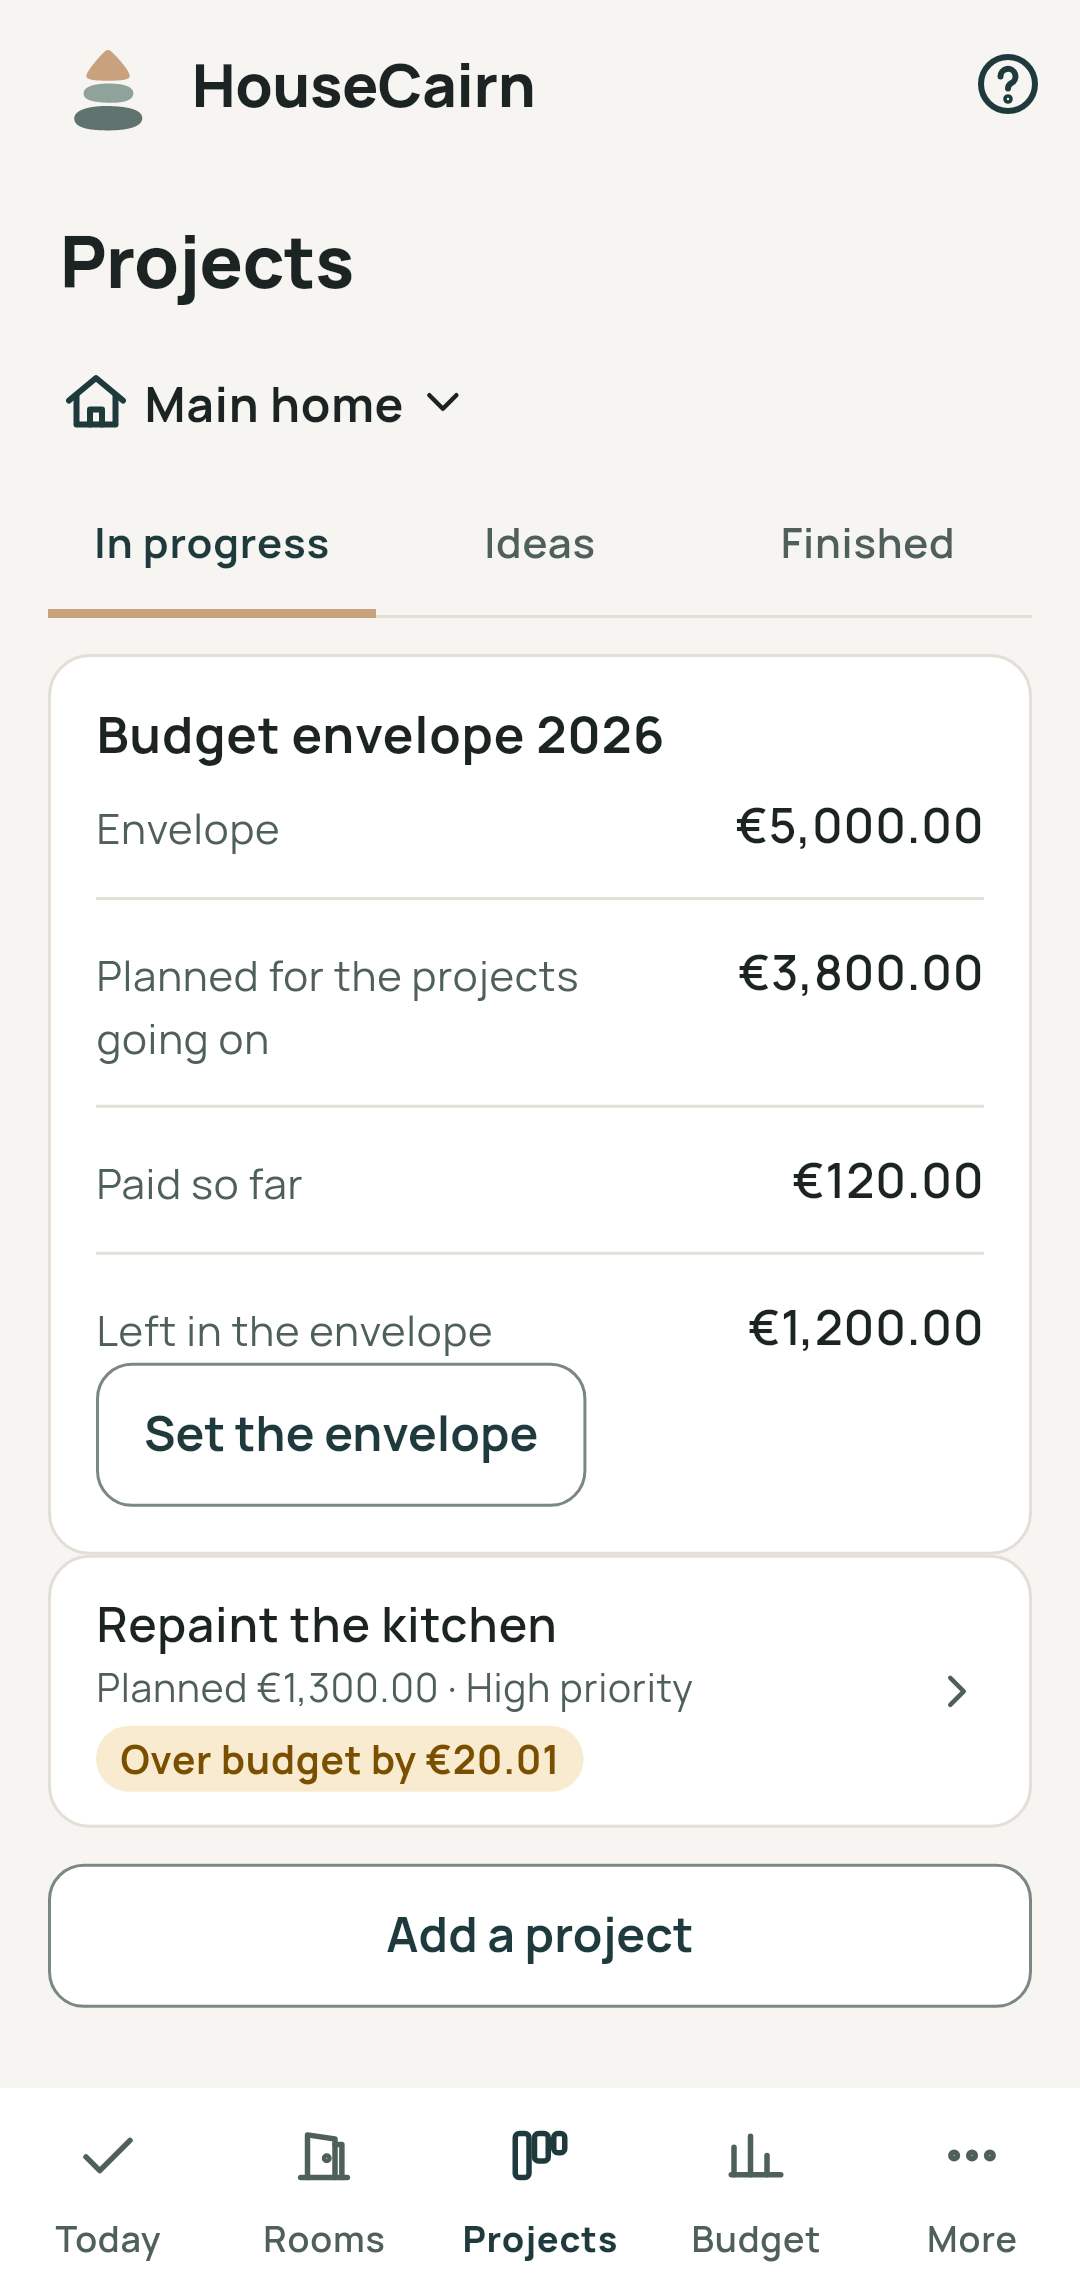 HouseCairn
Projects
Main home
In progress
Ideas
Finished
Budget envelope 2026
Envelope
€5,000.00
Planned for the projects
going on
€3,800.00
Paid so far
€120.00
Left in the envelope
€1,200.00
Set the envelope
Repaint the kitchen
Planned €1,300.00 · High priority
Over budget by €20.01
Add a project
Today
Rooms
Projects
Budget
More